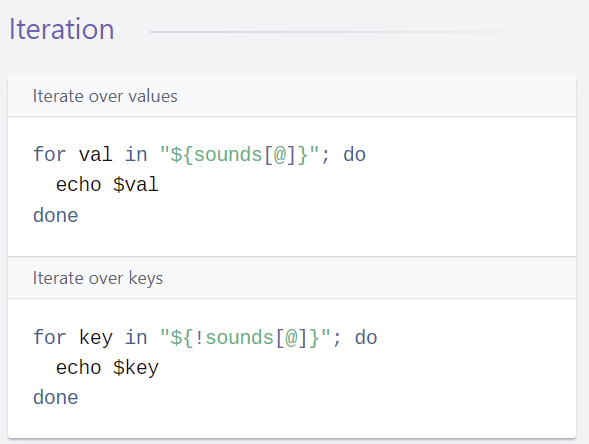 Iteration
Iterate over values
for val in "${sounds[@]}"; do
  echo $val
done
Iterate over keys
for key in "${!sounds[@]}"; do
  echo $key
done